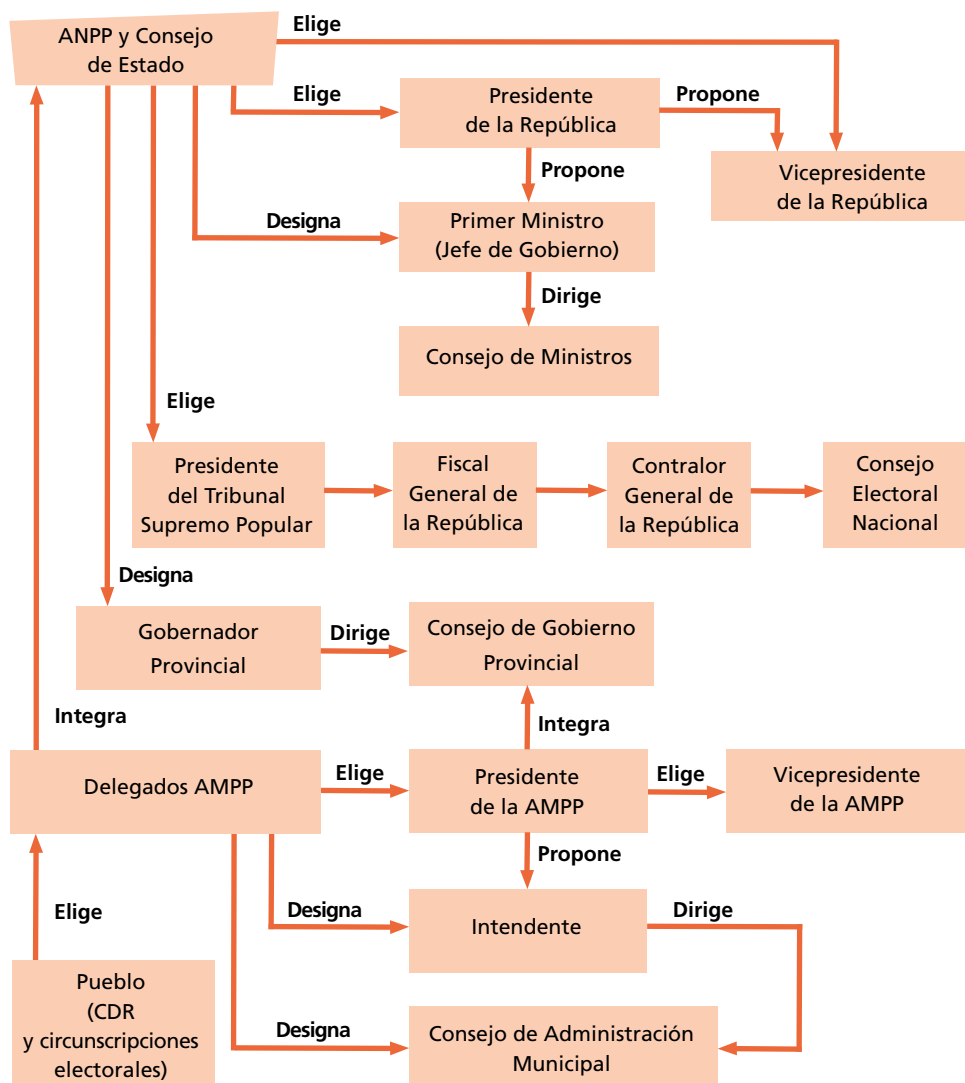 Elige
ANPP y Consejo
de Estado
Elige
Presidente
de la República
Propone
Vicepresidente
de la República
Propone
Designa
Primer Ministro
(Jefe de Gobierno)
Dirige
Consejo de Ministros
Elige
Presidente
del Tribunal
Supremo Popular
Fiscal
General de
la República
Contralor
General de
la República
Consejo
Electoral
Nacional
Designa
Gobernador
Provincial
Dirige
Consejo de Gobierno
Provincial
Integra
Integra
Delegados AMPP
Elige
Presidente
de la AMPP
Elige
Vicepresidente
de la AMPP
Propone
Elige
Designa
Intendente
Dirige
Pueblo
(CDR
y circunscripciones
electorales)
Designa
Consejo de Administración
Municipal